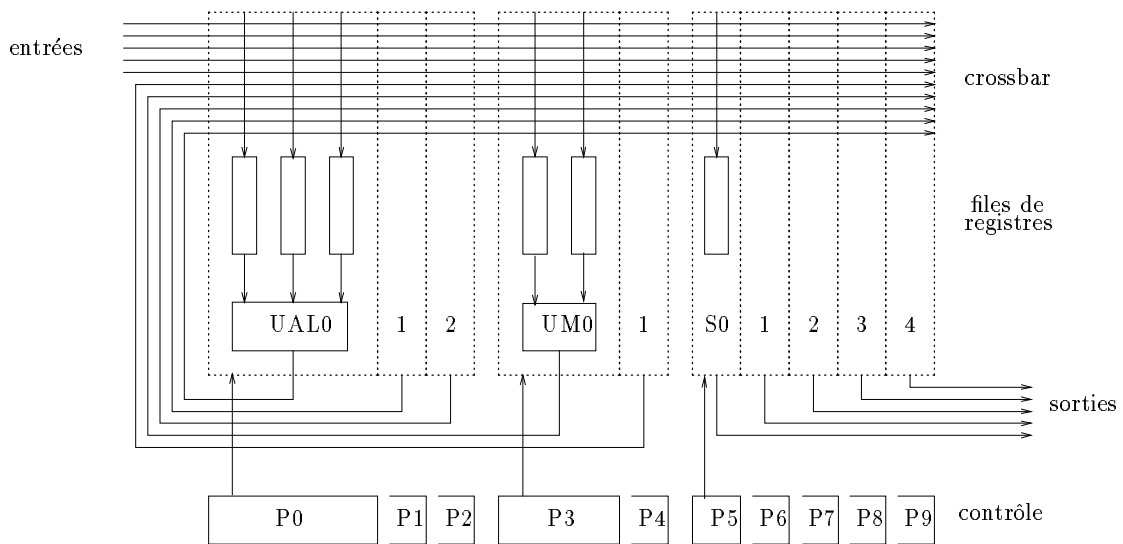 entrées
crossbar
files de
registres
UAL0 1 2 UM0 1 S0 1 2 3 4
sorties
P0 P1 P2 P3 P4 P5 P6 P7 P8 P9 contrôle